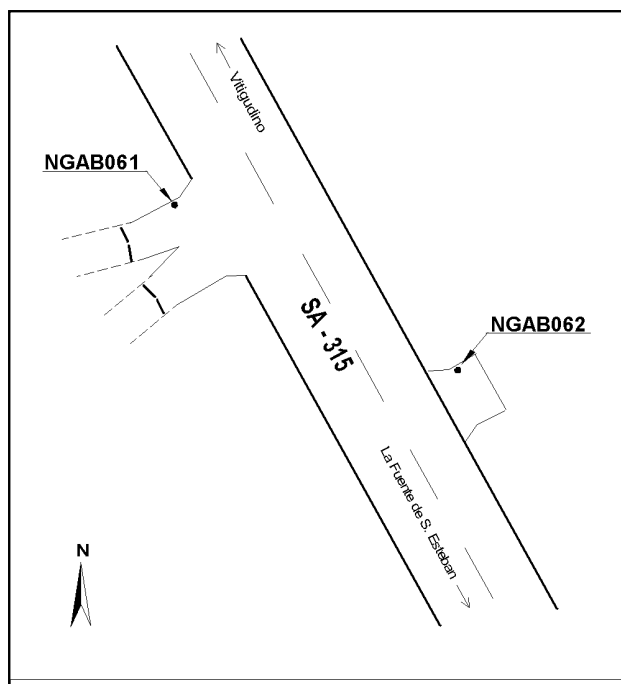 Vitigudino
NGAB061
SA - 315
NGAB062
La Fuente de S. Esteban
N